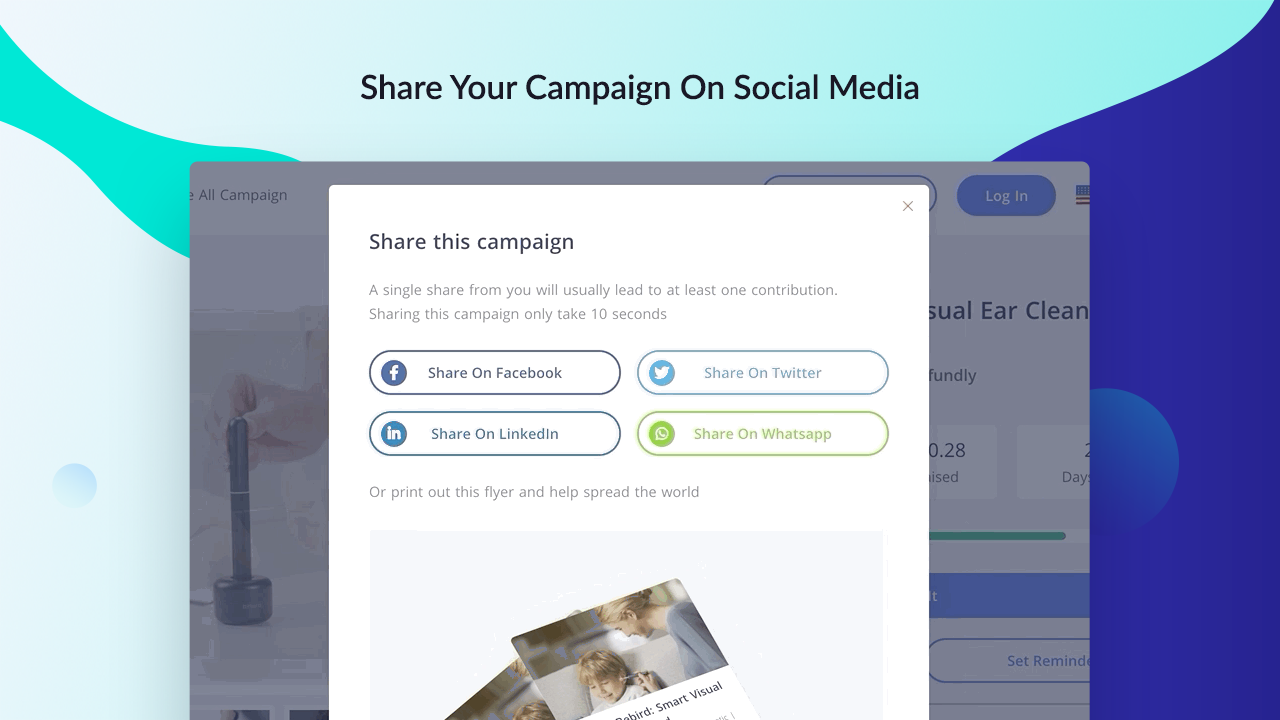 Share Your Campaign On Social Media
All Campaign
Log In
Share this campaign
A single share from you will usually lead to at least one contribution.
Sharing this campaign only take 10 seconds
Share On Facebook
Share On Twitter
Share On LinkedIn
Share On Whatsapp
Or print out this flyer and help spread the world
sual Ear Clean
fundly
0.28
ised
2
Days
It
Set Reminde
Bebird: Smart Visual